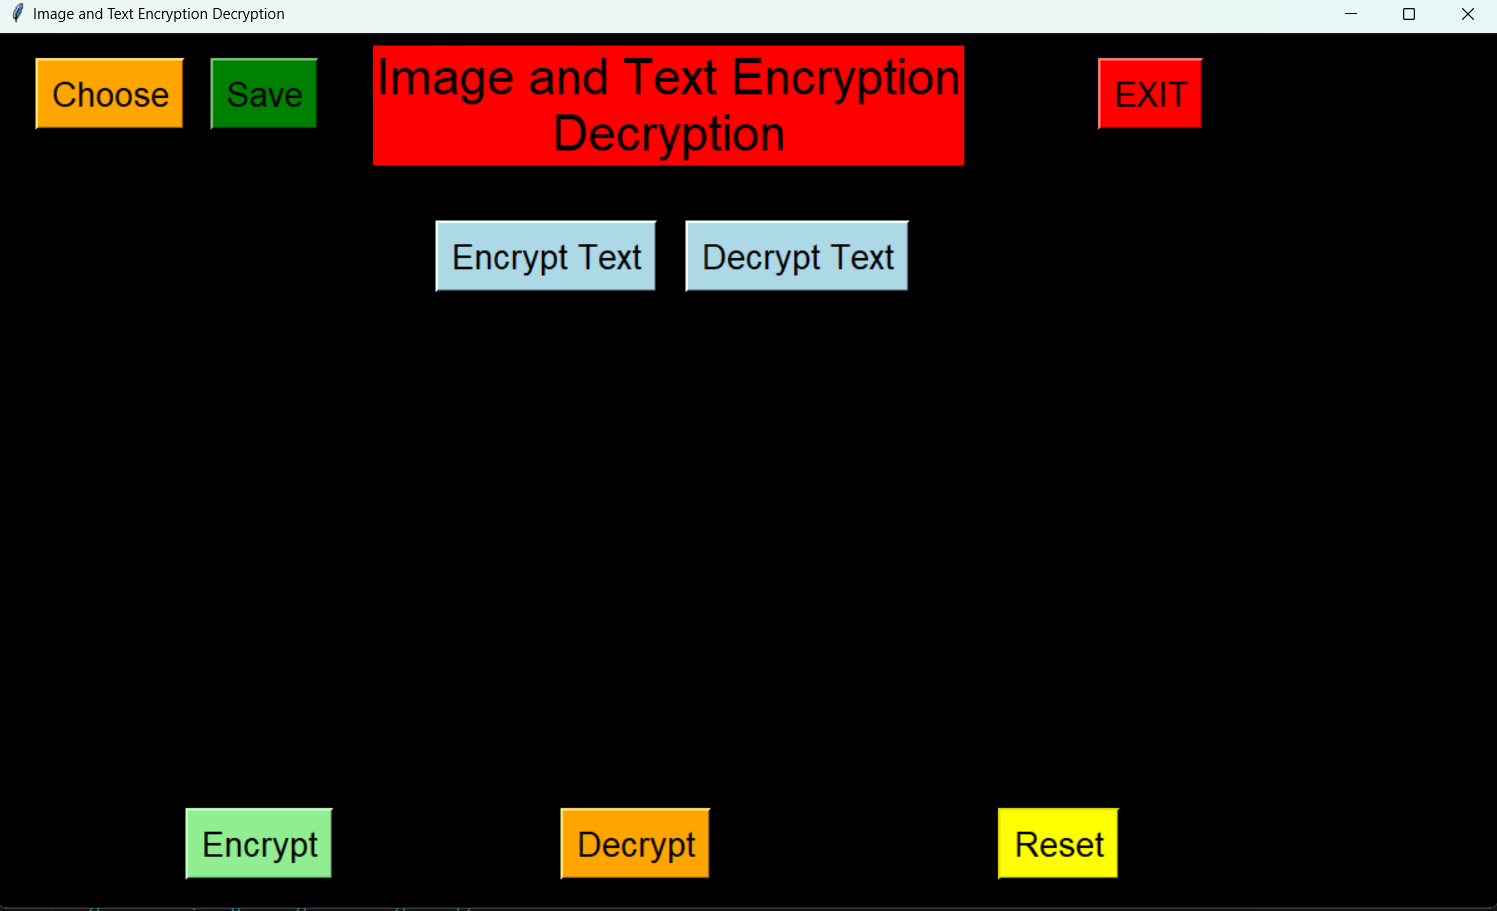 Image and Text Encryption Decryption
Choose
Save
Image and Text Encryption
Decryption
EXIT
Encrypt Text
Decrypt Text
Encrypt
Decrypt
Reset